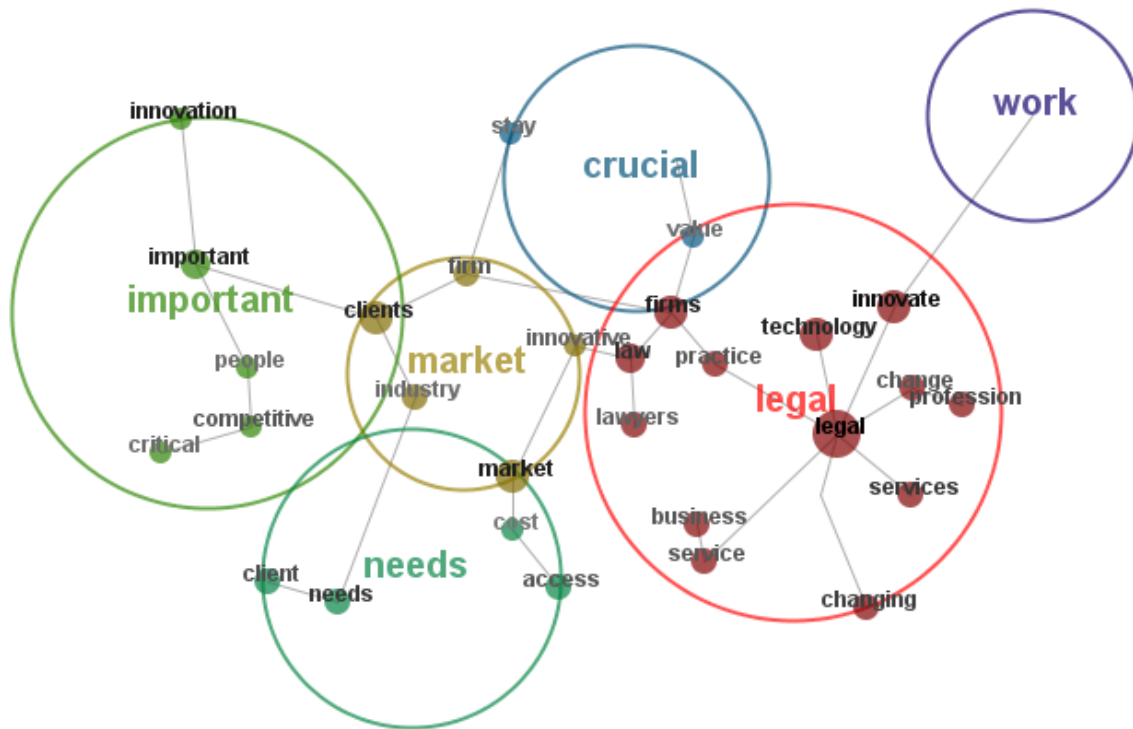 work
innovation
stay
crucial
value
important
firm
important
clients
firms
innovate
technology
innovative
law
practice
market
people
industry
change
legal
profession
competitive
lawyers
legal
critical
market
services
cost
business
service
needs
client
access
needs
changing